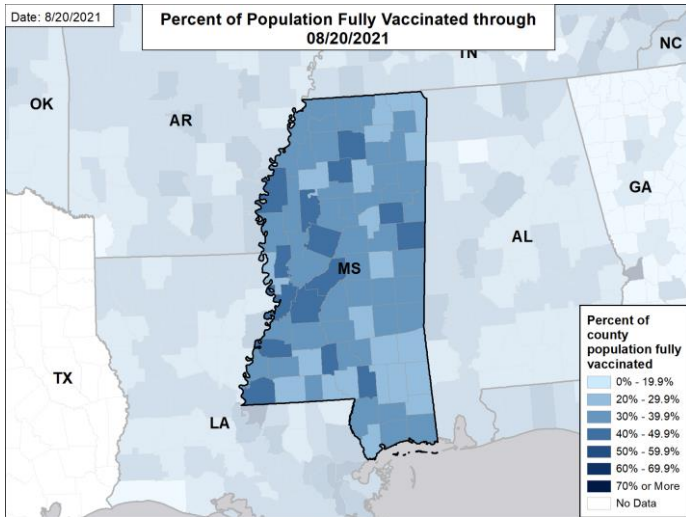 Date: 8/20/2021
Percent of Population Fully Vaccinated through
08/20/2021
TN
NC
OK
AR
GA
AL
MS
TX
LA
Percent of
county
population fully
vaccinated
0% - 19.9%
20% - 29.9%
30% - 39.9%
40% - 49.9%
50% - 59.9%
60% - 69.9%
70% or More
No Data